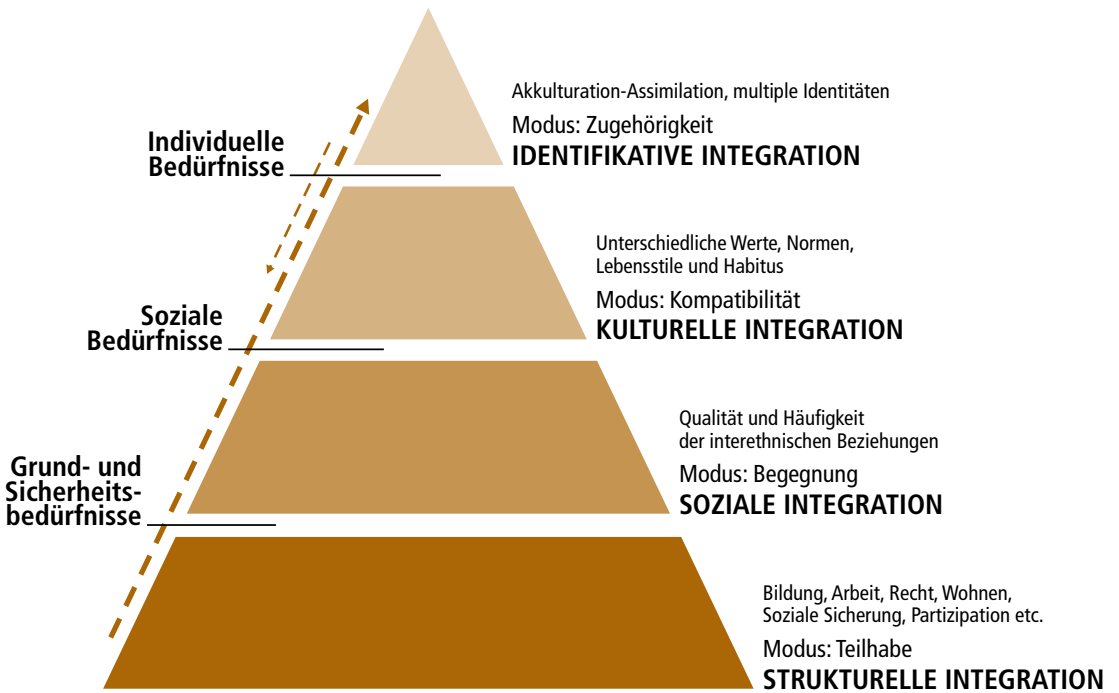 Akkulturation-Assimilation, multiple Identitäten
Modus: Zugehörigkeit
IDENTIFIKATIVE INTEGRATION
Individuelle
Bedürfnisse
Unterschiedliche Werte, Normen,
Lebensstile und Habitus
Modus: Kompatibilität
KULTURELLE INTEGRATION
Soziale
Bedürfnisse
Qualität und Häufigkeit
der interethnischen Beziehungen
Modus: Begegnung
SOZIALE INTEGRATION
Grund- und
Sicherheits-
bedürfnisse
Bildung, Arbeit, Recht, Wohnen,
Soziale Sicherung, Partizipation etc.
Modus: Teilhabe
STRUKTURELLE INTEGRATION